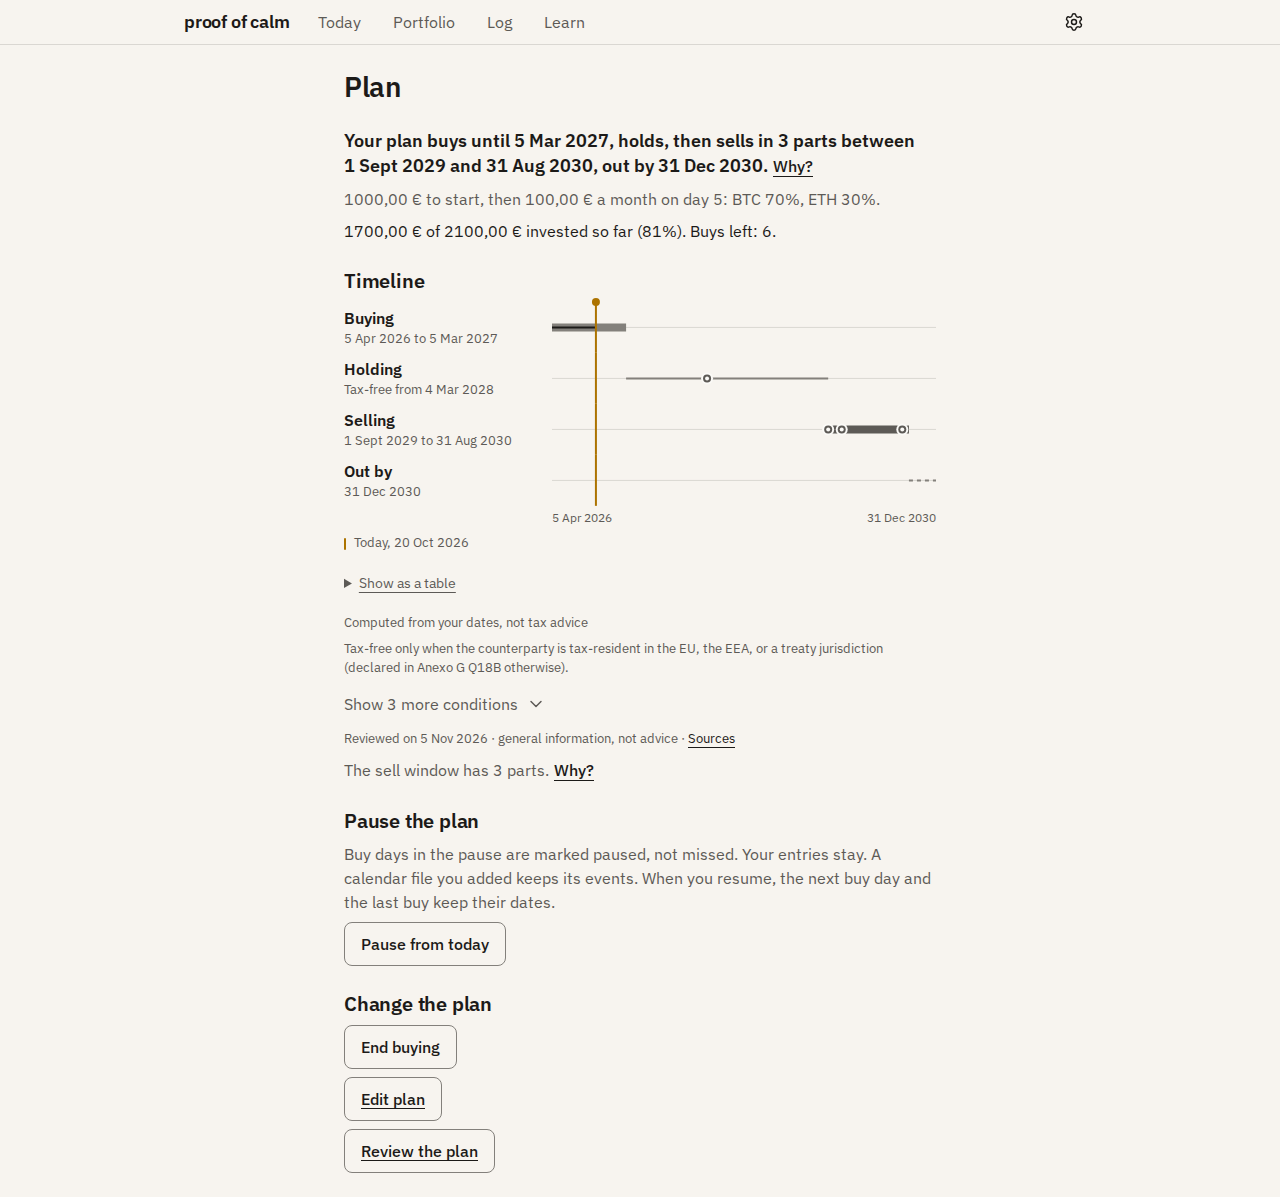 proof of calm Today Portfolio Log Learn
Plan
Your plan buys until 5 Mar 2027, holds, then sells in 3 parts between
1 Sept 2029 and 31 Aug 2030, out by 31 Dec 2030. Why?
1000,00 € to start, then 100,00 € a month on day 5: BTC 70%, ETH 30%.
1700,00 € of 2100,00 € invested so far (81%). Buys left: 6.
Timeline
Buying
5 Apr 2026 to 5 Mar 2027
Holding
Tax-free from 4 Mar 2028
Selling
1 Sept 2029 to 31 Aug 2030
Out by
31 Dec 2030
5 Apr 2026 31 Dec 2030
Today, 20 Oct 2026
Show as a table
Computed from your dates, not tax advice
Tax-free only when the counterparty is tax-resident in the EU, the EEA, or a treaty jurisdiction
(declared in Anexo G Q18B otherwise).
Show 3 more conditions
Reviewed on 5 Nov 2026 · general information, not advice · Sources
The sell window has 3 parts. Why?
Pause the plan
Buy days in the pause are marked paused, not missed. Your entries stay. A
calendar file you added keeps its events. When you resume, the next buy day and
the last buy keep their dates.
Pause from today
Change the plan
End buying
Edit plan
Review the plan